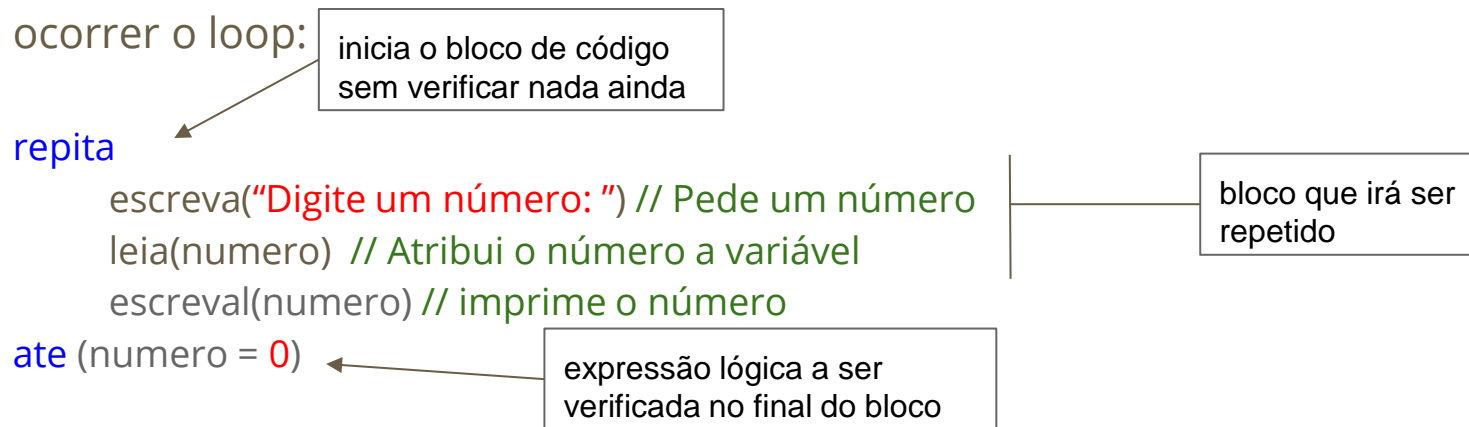 ocorrer o loop:
inicia o bloco de código
sem verificar nada ainda
repita
escreva(“Digite um número: ”) // Pede um número
leia(numero)  // Atribui o número a variável
escreval(numero) // imprime o número
ate (numero = 0)
bloco que irá ser
repetido
expressão lógica a ser
verificada no final do bloco